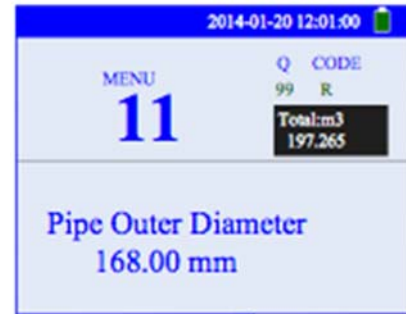 2014-01-20 12:01:00
MENU
11
Q CODE
99 R
Total:m3
197.265
Pipe Outer Diameter
168.00 mm